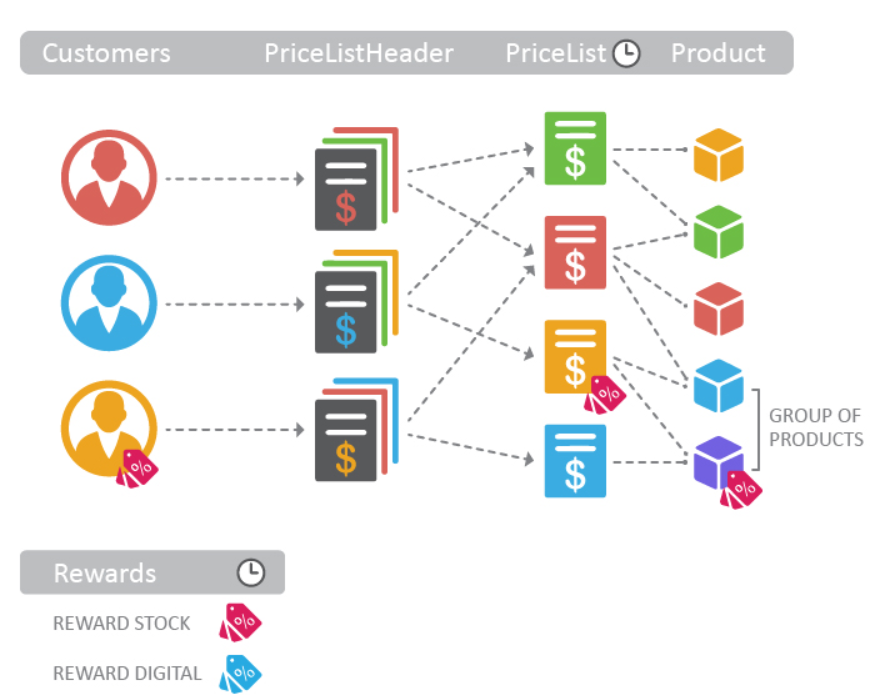 Customers PriceListHeader PriceList Product
$
$
$
$
$
%
$
$
%
GROUP OF
PRODUCTS
%
Rewards
REWARD STOCK %
REWARD DIGITAL %